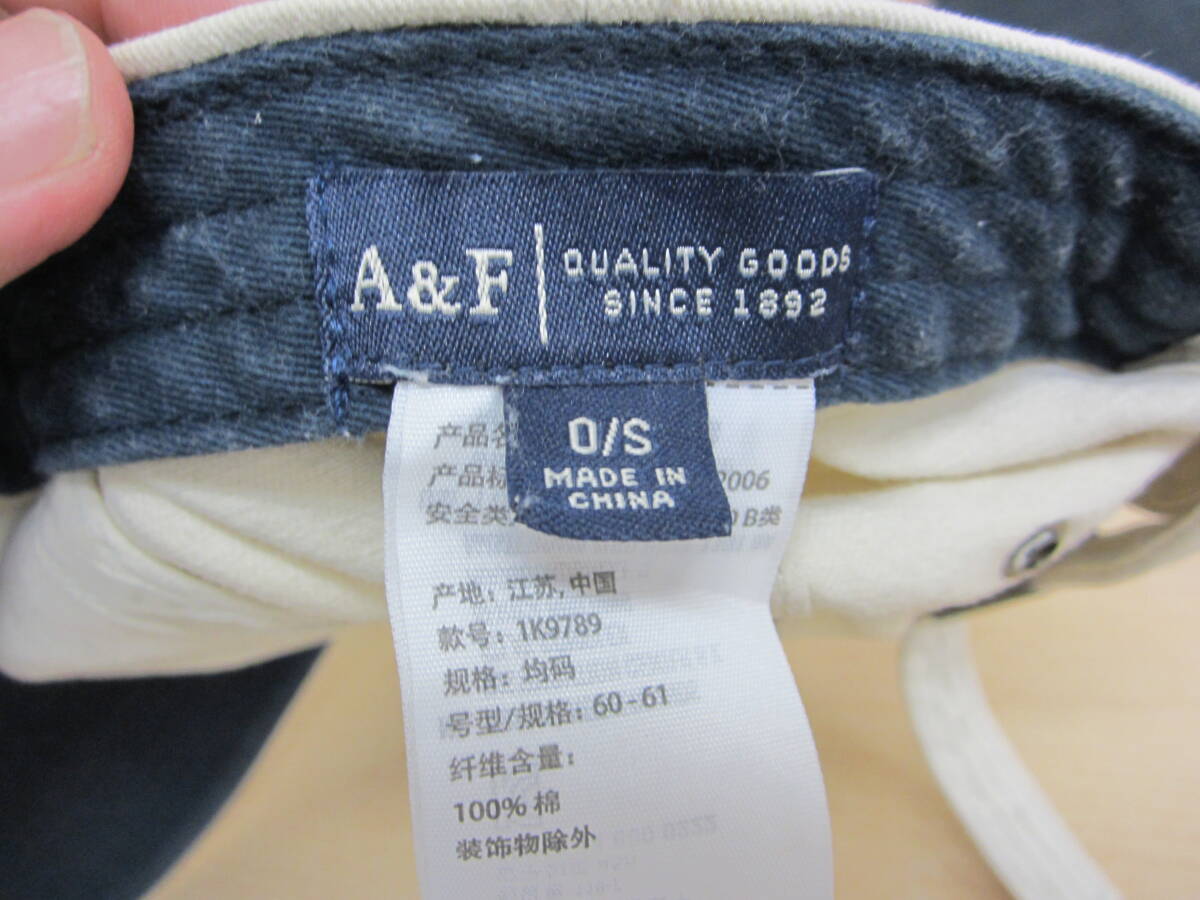 A&F
QUALITY GOODS
SINCE 1892
O/S
MADE IN
CHINA
产品名
产品标
2006
安全类
B类
产地: 江苏,中国
款号: 1K9789
规格: 均码
号型/规格: 60-61
纤维含量:
100% 棉
装饰物除外